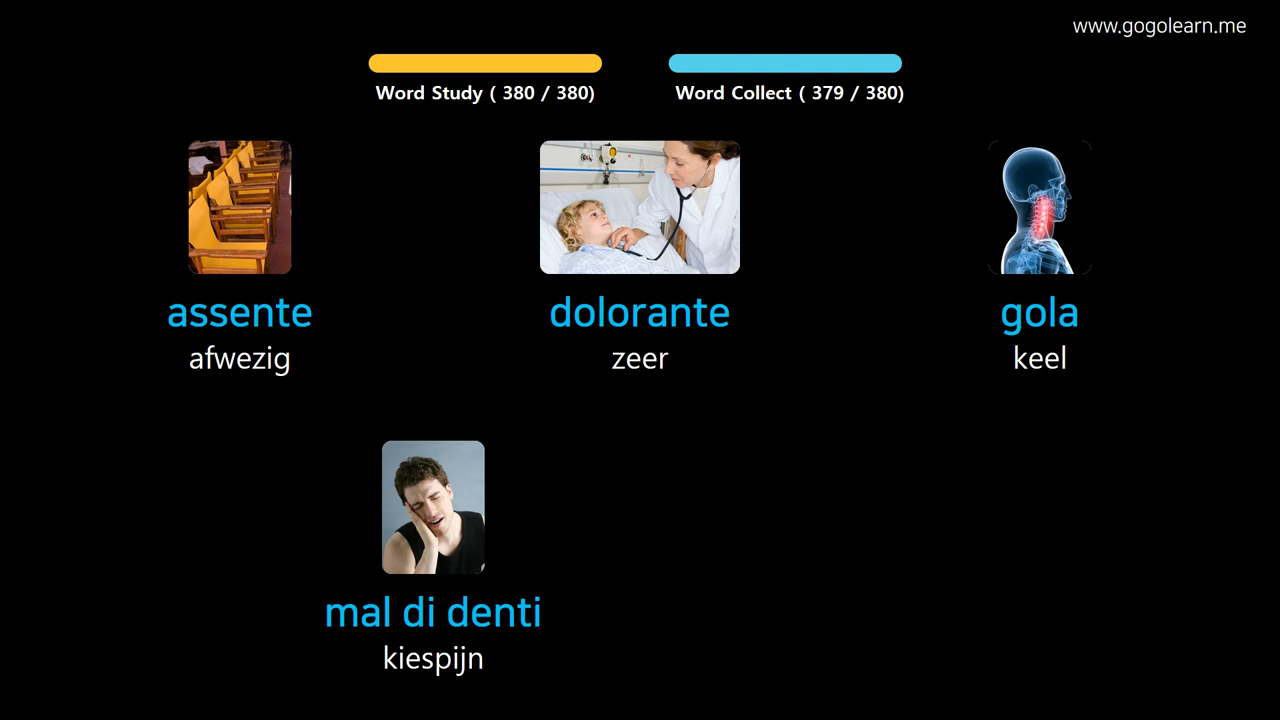 www.gogolearn.me
Word Study ( 380 / 380)
Word Collect ( 379 / 380)
assente
afwezig
dolorante
zeer
gola
keel
mal di denti
kiespijn